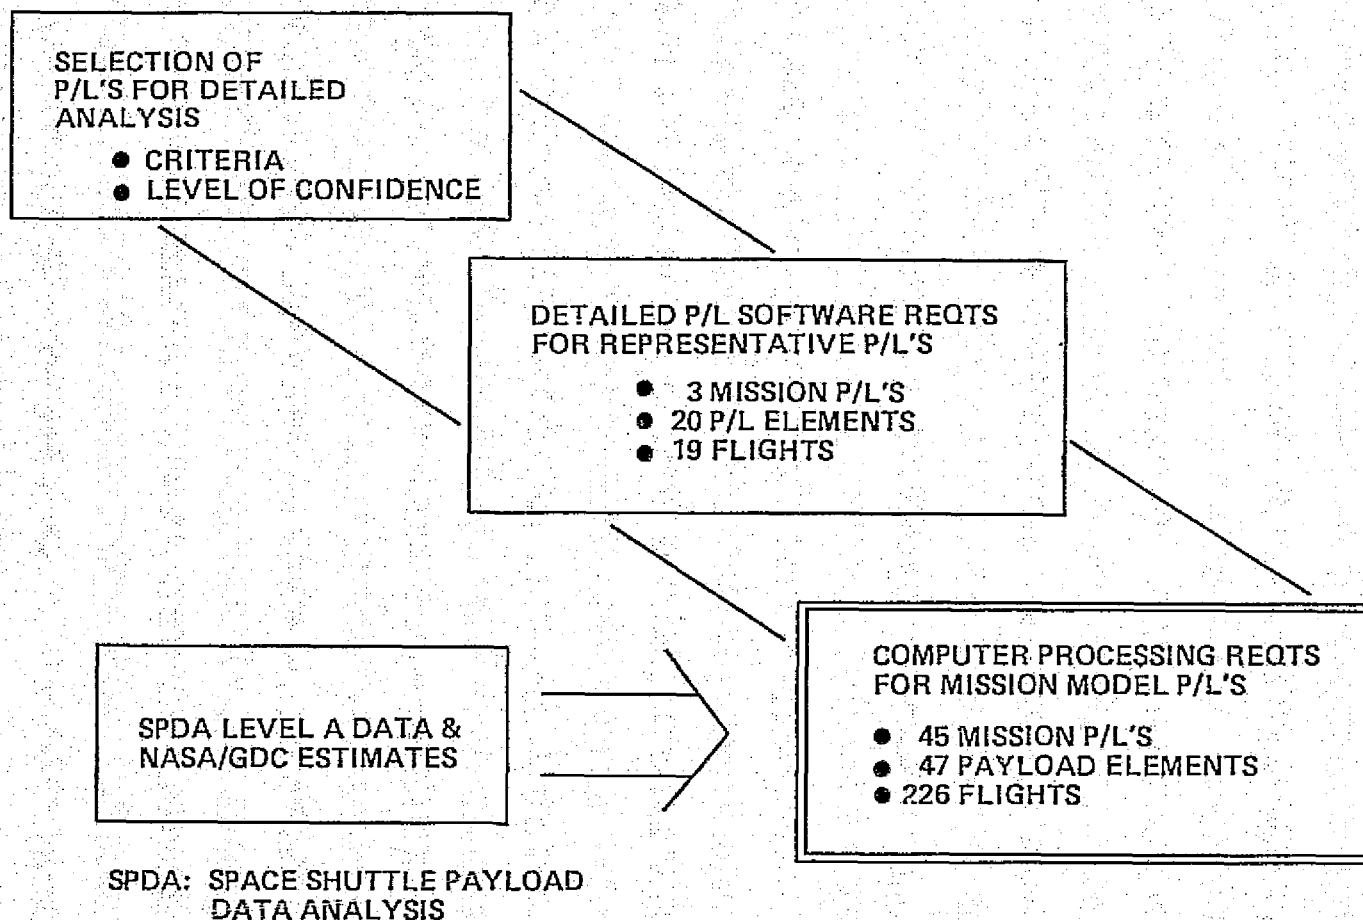 SELECTION OF
P/L'S FOR DETAILED
ANALYSIS
● CRITERIA
● LEVEL OF CONFIDENCE
DETAILED P/L SOFTWARE REQTS
FOR REPRESENTATIVE P/L'S
● 3 MISSION P/L'S
● 20 P/L ELEMENTS
● 19 FLIGHTS
SPDA LEVEL A DATA &
NASA/GDC ESTIMATES
COMPUTER PROCESSING REQTS
FOR MISSION MODEL P/L'S
● 45 MISSION P/L'S
● 47 PAYLOAD ELEMENTS
● 226 FLIGHTS
SPDA: SPACE SHUTTLE PAYLOAD
DATA ANALYSIS